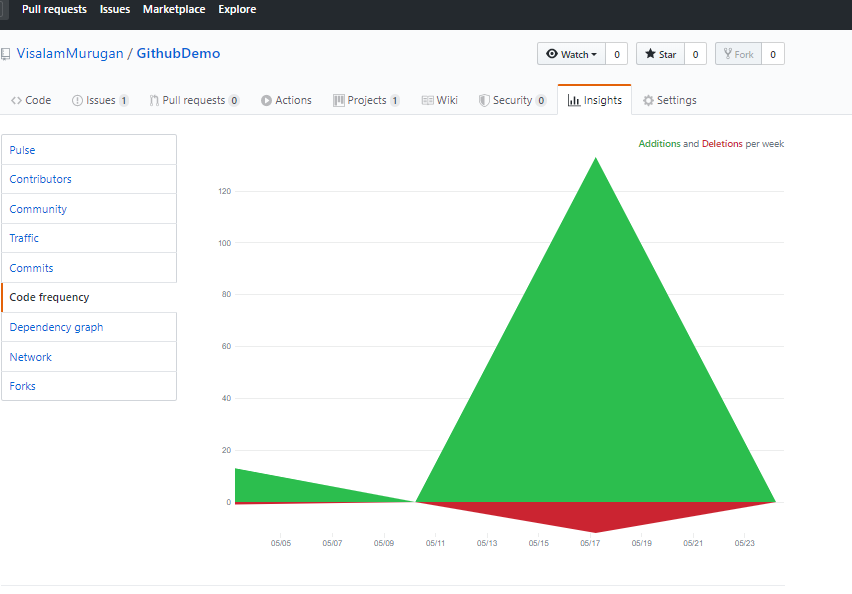 Pull requests Issues Marketplace Explore
VisalamMurugan / GithubDemo
Watch 0 Star 0 Fork 0
Code Issues 1 Pull requests 0 Actions Projects 1 Wiki Security 0 Insights Settings
Additions and Deletions per week
Pulse
Contributors
Community
Traffic
Commits
Code frequency
Dependency graph
Network
Forks
120
100
80
60
40
20
0
05/05 05/07 05/09 05/11 05/13 05/15 05/17 05/19 05/21 05/23